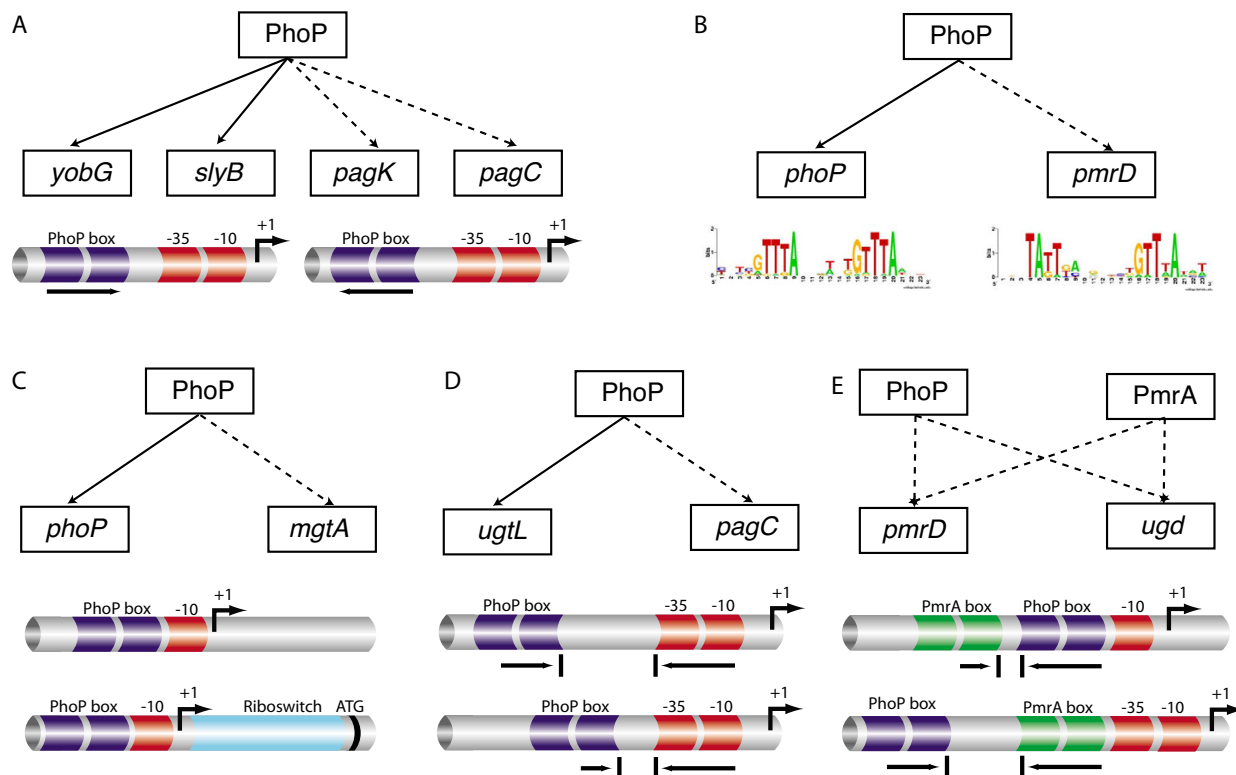 A
PhoP
yobG
slyB
pagK
pagC
PhoP box
-35
-10
+1
PhoP box
-35
-10
+1
B
PhoP
phoP
pmrD
C
PhoP
phoP
mgtA
PhoP box
-10
+1
PhoP box
-10
+1
Riboswitch
ATG
D
PhoP
ugtL
pagC
PhoP box
-35
-10
+1
PhoP box
-35
-10
+1
E
PhoP
PmrA
pmrD
ugd
PmrA box
PhoP box
-10
+1
PhoP box
PmrA box
-35
-10
+1